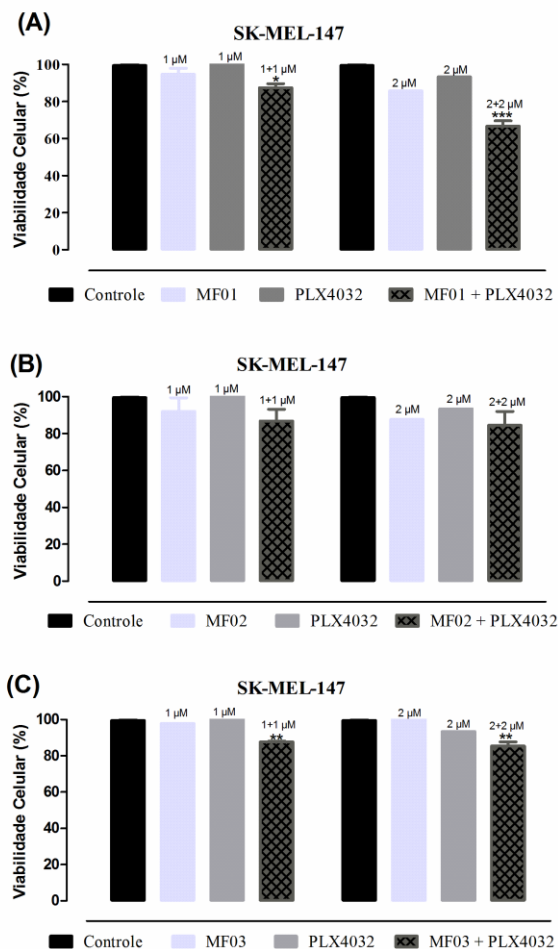 (A)
SK-MEL-147
Viabilidade Celular (%)
100
80
60
40
20
0
1 µM
1 µM
1+1 µM
*
2 µM
2 µM
2+2 µM
***
Controle MF01 PLX4032 MF01 + PLX4032
(B)
SK-MEL-147
Viabilidade Celular (%)
100
80
60
40
20
0
1 µM
1 µM
1+1 µM
2 µM
2 µM
2+2 µM
Controle MF02 PLX4032 MF02 + PLX4032
(C)
SK-MEL-147
Viabilidade Celular (%)
100
80
60
40
20
0
1 µM
1 µM
1+1 µM
**
2 µM
2 µM
2+2 µM
**
Controle MF03 PLX4032 MF03 + PLX4032